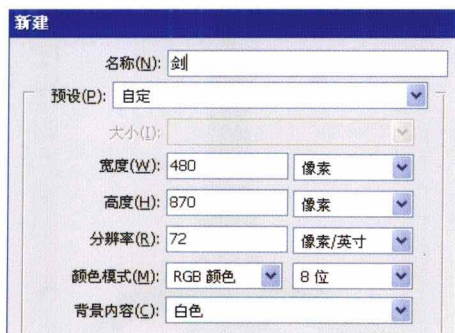 新建
名称(N): 剑
预设(P): 自定
大小(I):
宽度(W): 480 像素
高度(H): 870 像素
分辨率(R): 72 像素/英寸
颜色模式(M): RGB 颜色 8 位
背景内容(C): 白色